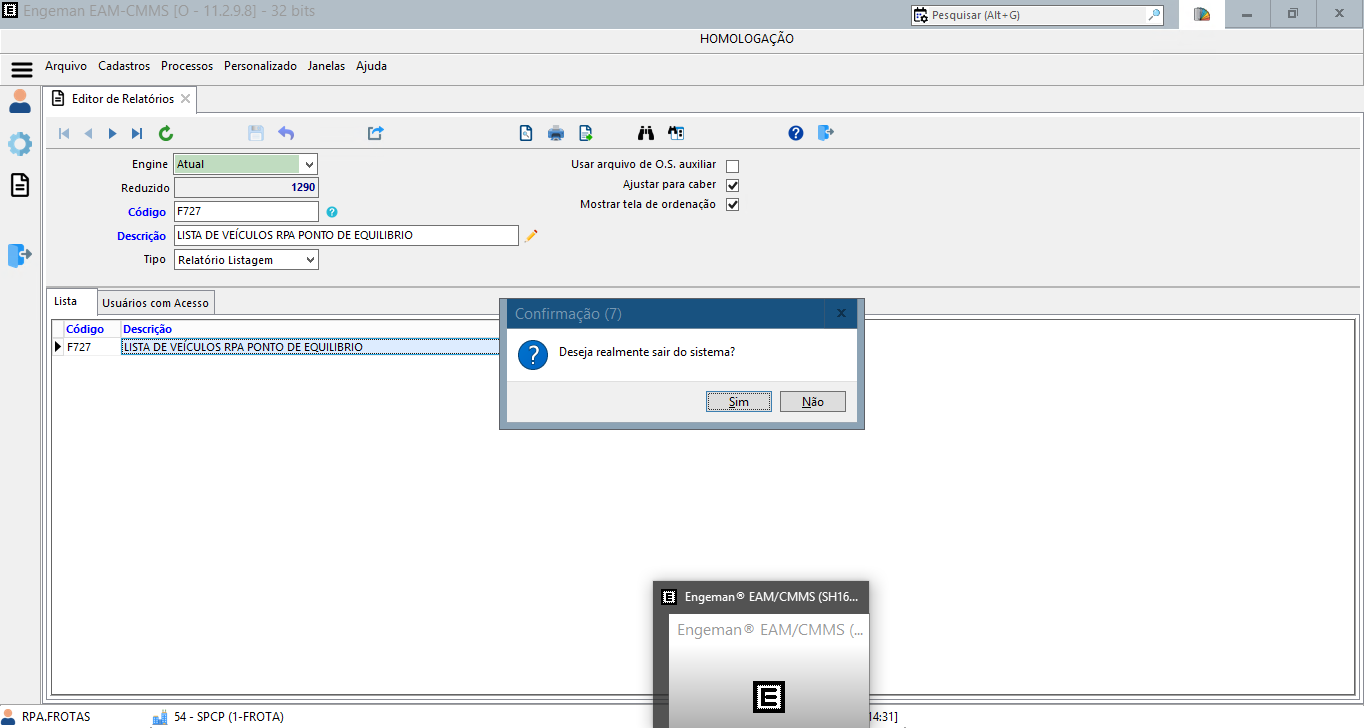 Engeman EAM-CMMS [O - 11.2.9.8] - 32 bits
Pesquisar (Alt+G)
HOMOLOGAÇÃO
Arquivo Cadastros Processos Personalizado Janelas Ajuda
Editor de Relatórios
Engine Atual
Usar arquivo de O.S. auxiliar
Reduzido 1290
Ajustar para caber
Mostrar tela de ordenação
Código F727
Descrição LISTA DE VEÍCULOS RPA PONTO DE EQUILIBRIO
Tipo Relatório Listagem
Lista Usuários com Acesso
Código Descrição
F727 LISTA DE VEÍCULOS RPA PONTO DE EQUILIBRIO
Confirmação (7)
Deseja realmente sair do sistema?
Sim Não
Engeman® EAM/CMMS (SH16...
Engeman® EAM/CMMS (...
E
RPA.FROTAS 54 - SPCP (1-FROTA) 14:31]